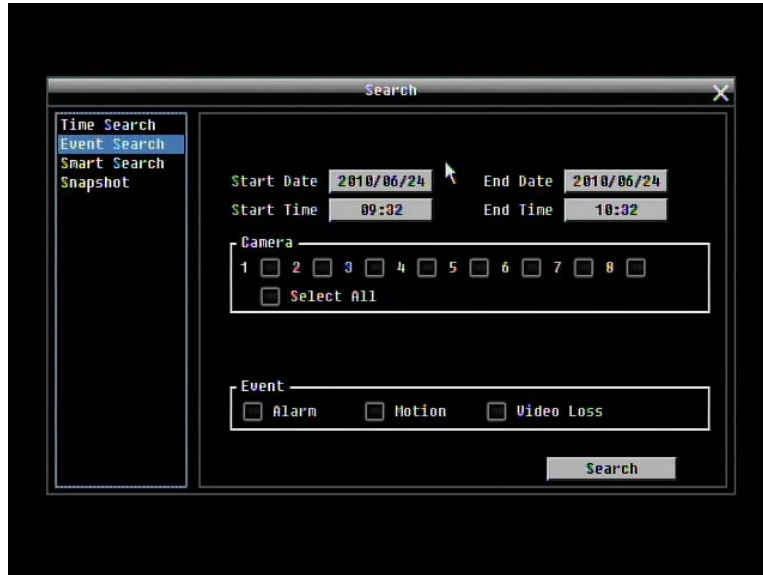 Search
Time Search
Event Search
Smart Search
Snapshot
Start Date 2010/06/24 End Date 2010/06/24
Start Time 09:32 End Time 10:32
Camera
1 2 3 4 5 6 7 8
Select All
Event
Alarm Motion Video Loss
Search